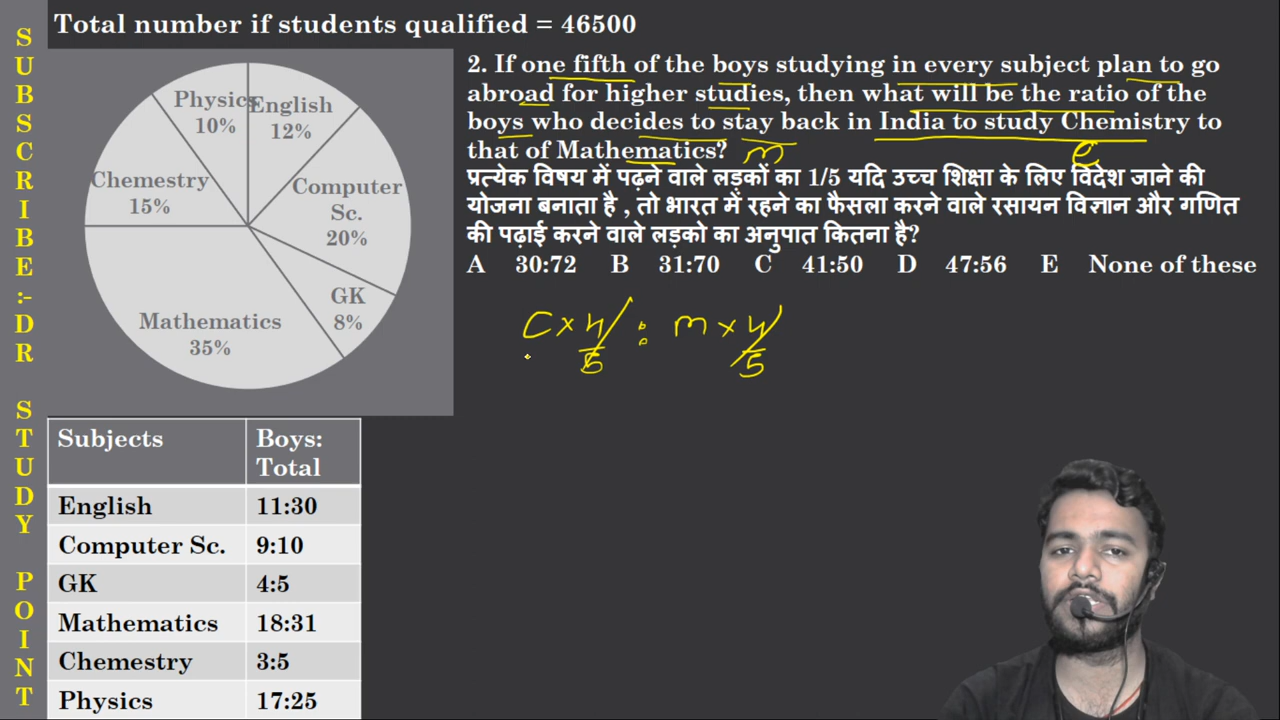 Total number if students qualified = 46500
SUBSCRIBE :- DR STUDY POINT
Physics
10%
English
12%
Chemestry
15%
Computer
Sc.
20%
GK
8%
Mathematics
35%
2. If one fifth of the boys studying in every subject plan to go
abroad for higher studies, then what will be the ratio of the
boys who decides to stay back in India to study Chemistry to
that of Mathematics? m c
प्रत्येक विषय में पढ़ने वाले लड़कों का 1/5 यदि उच्च शिक्षा के लिए विदेश जाने की
योजना बनाता है , तो भारत में रहने का फैसला करने वाले रसायन विज्ञान और गणित
की पढ़ाई करने वाले लड़को का अनुपात कितना है?
A 30:72 B 31:70 C 41:50 D 47:56 E None of these
C × 4/5 : m × 4/5
Subjects Boys:
Total
English 11:30
Computer Sc. 9:10
GK 4:5
Mathematics 18:31
Chemestry 3:5
Physics 17:25